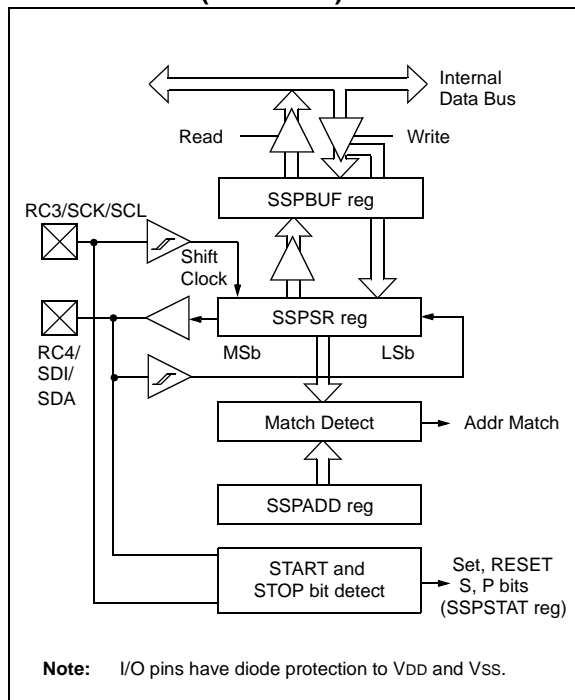 Internal
Data Bus
Read
Write
SSPBUF reg
RC3/SCK/SCL
Shift
Clock
SSPSR reg
MSb
LSb
RC4/
SDI/
SDA
Match Detect
Addr Match
SSPADD reg
START and
STOP bit detect
Set, RESET
S, P bits
(SSPSTAT reg)
Note: I/O pins have diode protection to VDD and VSS.